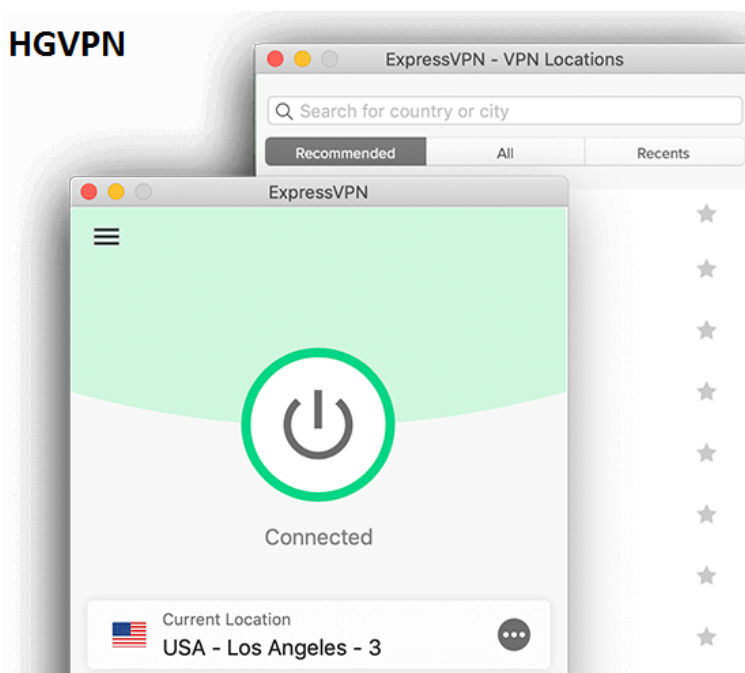 HGVPN
ExpressVPN - VPN Locations
Search for country or city
Recommended All Recents
ExpressVPN
Connected
Current Location
USA - Los Angeles - 3